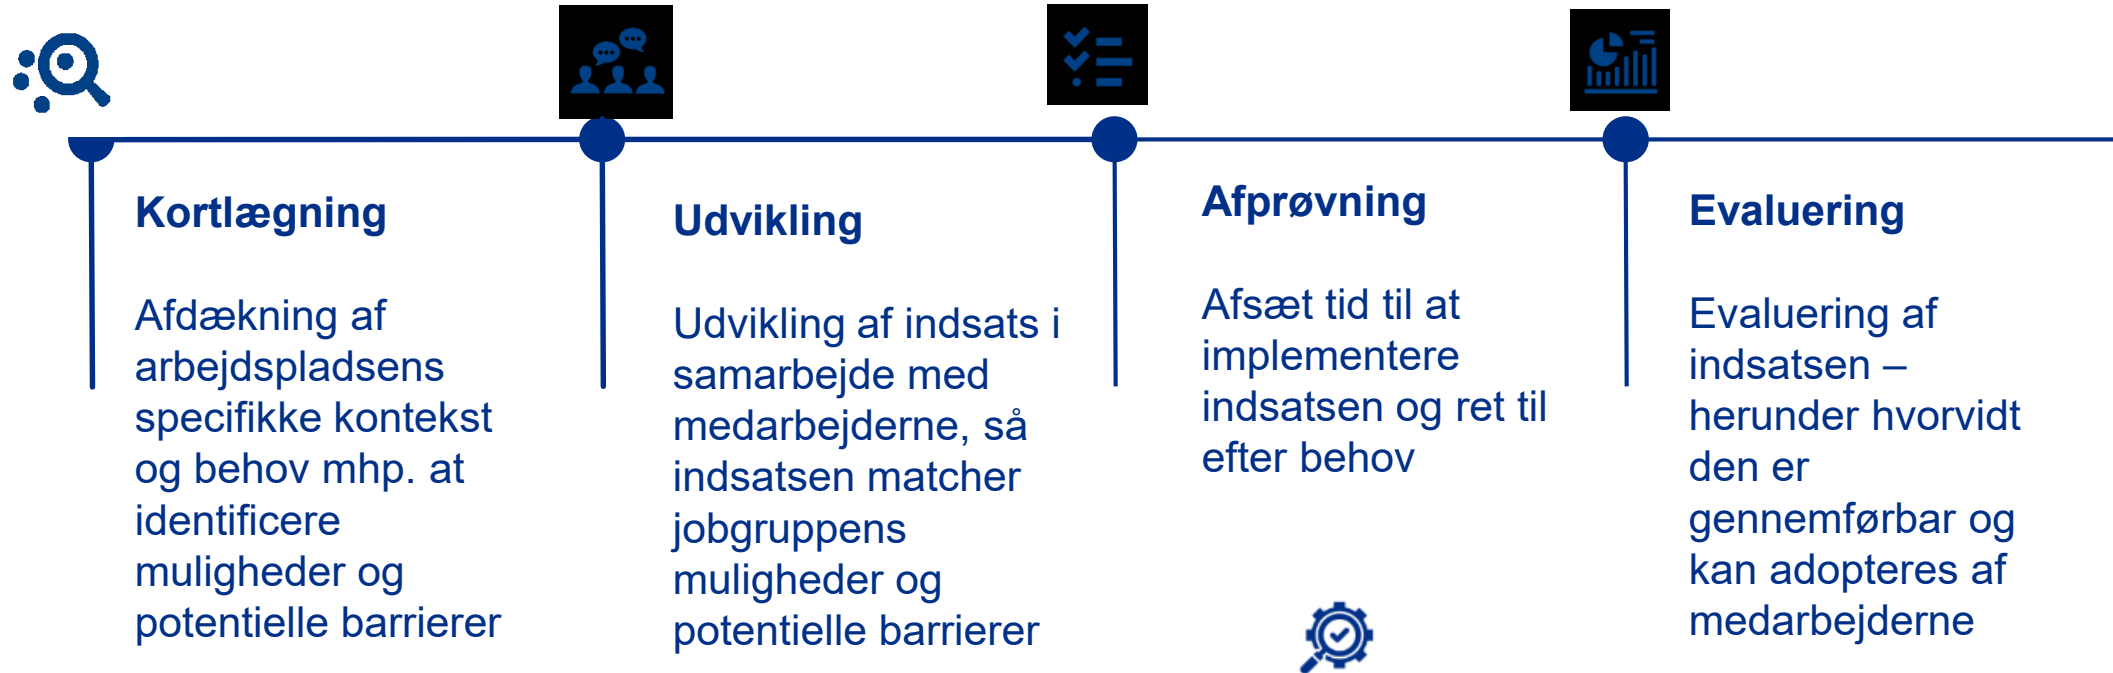 Kortlægning
Afdækning af
arbejdspladsens
specifikke kontekst
og behov mhp. at
identificere
muligheder og
potentielle barrierer
Udvikling
Udvikling af indsats i
samarbejde med
medarbejderne, så
indsatsen matcher
jobgruppens
muligheder og
potentielle barrierer
Afprøvning
Afsæt tid til at
implementere
indsatsen og ret til
efter behov
Evaluering
Evaluering af
indsatsen –
herunder hvorvidt
den er
gennemførbar og
kan adopteres af
medarbejderne